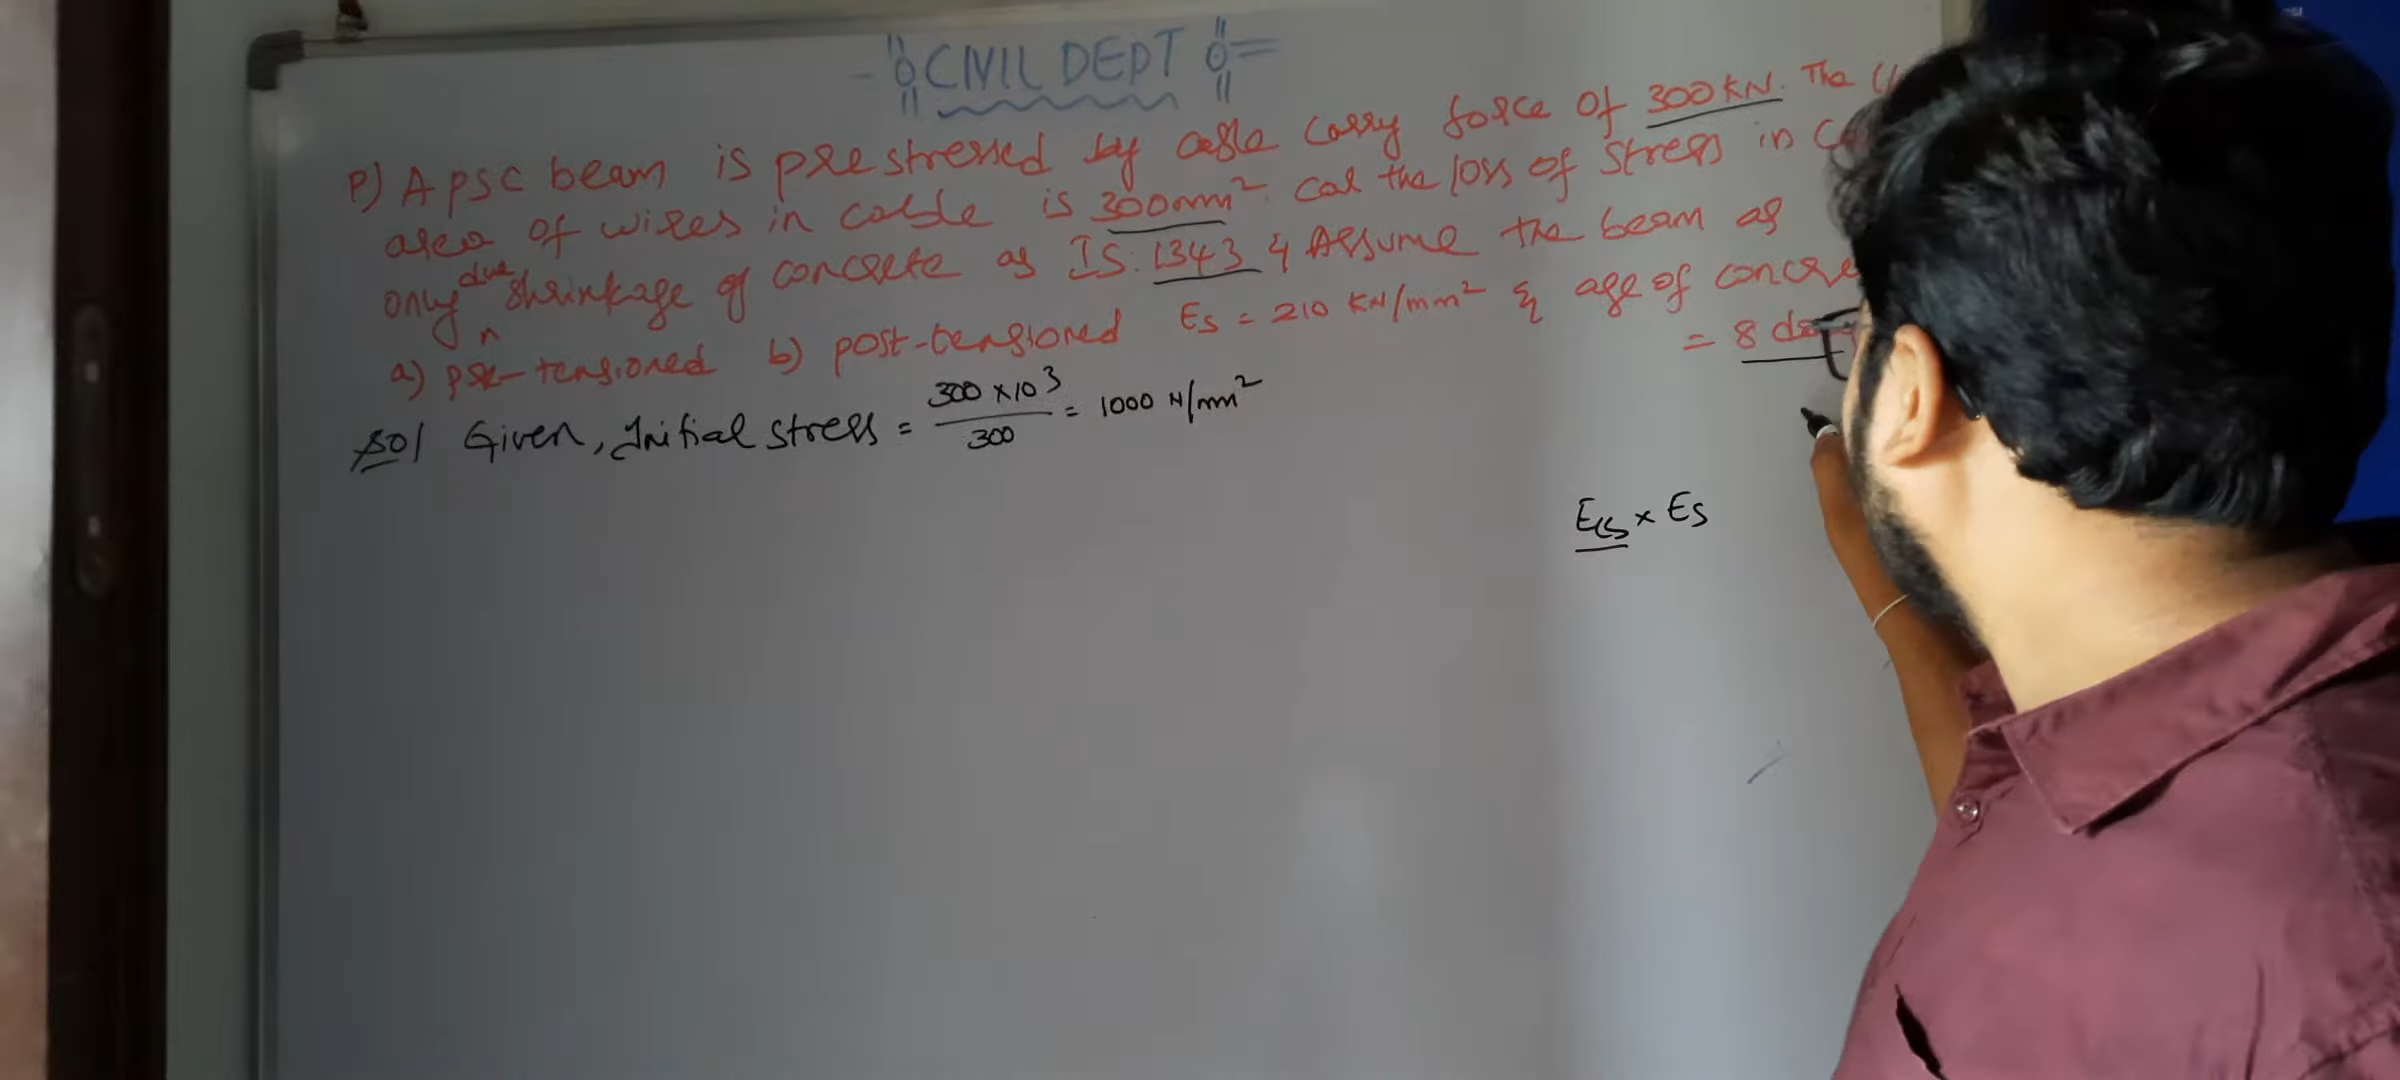 CIVIL DEPT
P) A PSC beam is prestressed by cable carry force of 300 KN. The
area of wires in cable is 300mm². Cal the loss of stress in
only due shrinkage of concrete as IS: 1343 & Assume the beam as
a) pre-tensioned b) post-tensioned Es = 210 KN/mm² & age of concre
= 8 da
Sol Given, Initial stress = 300 × 10³ / 300 = 1000 N/mm²
Ecs × Es